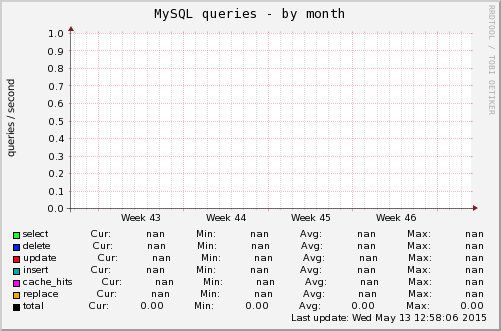 MySQL queries - by month
RRDTOOL / TOBI OETIKER
queries / second
1.0
0.9
0.8
0.7
0.6
0.5
0.4
0.3
0.2
0.1
0.0
Week 43 Week 44 Week 45 Week 46
select Cur: nan Min: nan Avg: nan Max: nan
delete Cur: nan Min: nan Avg: nan Max: nan
update Cur: nan Min: nan Avg: nan Max: nan
insert Cur: nan Min: nan Avg: nan Max: nan
cache_hits Cur: nan Min: nan Avg: nan Max: nan
replace Cur: nan Min: nan Avg: nan Max: nan
total Cur: 0.00 Min: 0.00 Avg: 0.00 Max: 0.00
Last update: Wed May 13 12:58:06 2015